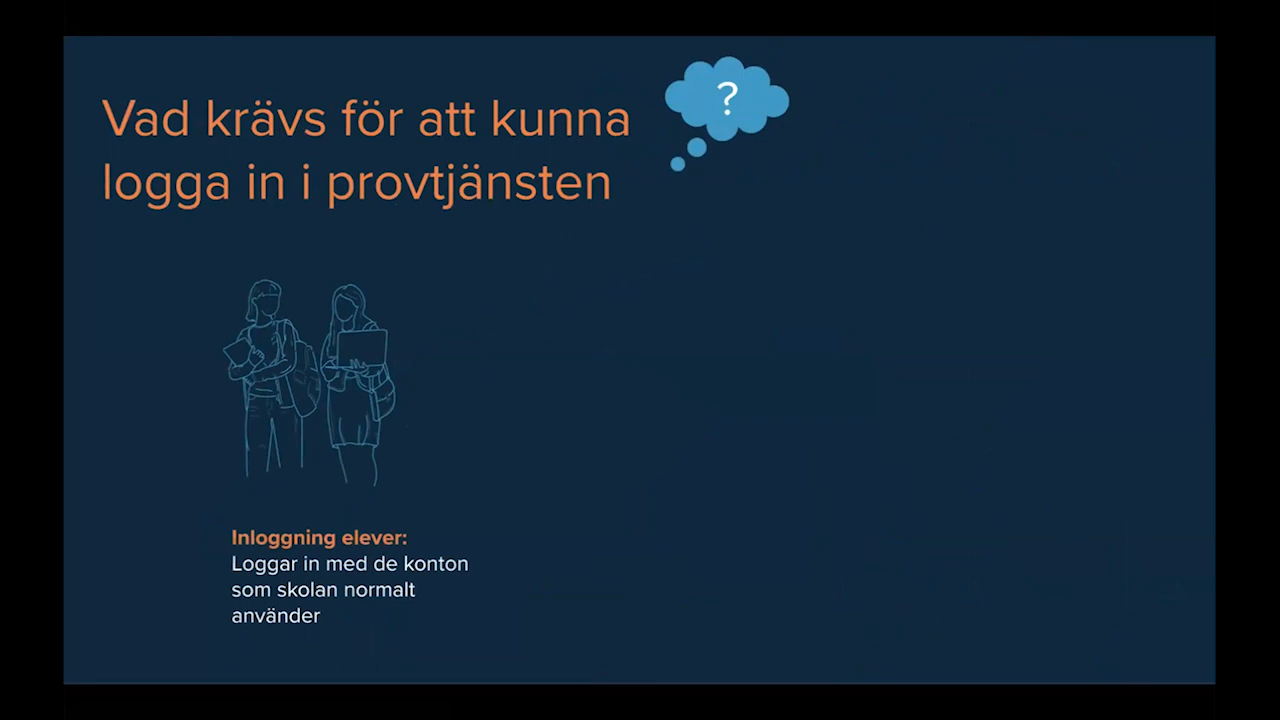 Vad krävs för att kunna
logga in i provtjänsten
?
Inloggning elever:
Loggar in med de konton
som skolan normalt
använder